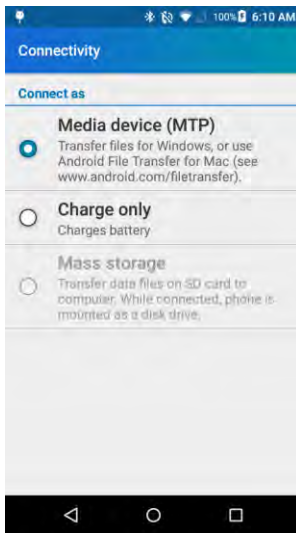 100% 6:10 AM
Connectivity
Connect as
Media device (MTP)
Transfer files for Windows, or use
Android File Transfer for Mac (see
www.android.com/filetransfer).
Charge only
Charges battery
Mass storage
Transfer data files on SD card to
computer. While connected, phone is
mounted as a disk drive.